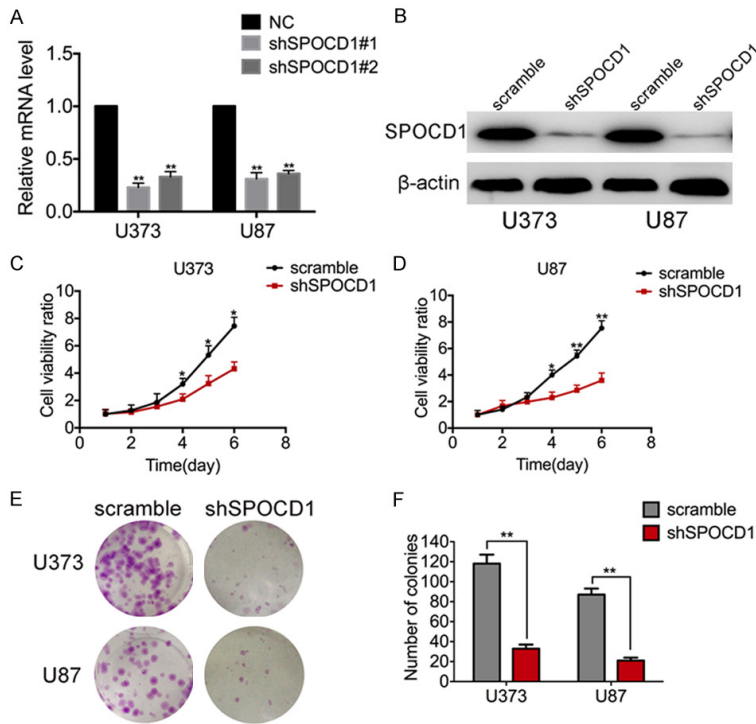 A
NC
shSPOCD1#1
shSPOCD1#2
Relative mRNA level
1.0
0.5
0.0
** ** ** **
U373 U87
B
scramble shSPOCD1 scramble shSPOCD1
SPOCD1
β-actin
U373 U87
C
U373
scramble
shSPOCD1
Cell viability ratio
10
8
6
4
2
0
* * *
0 2 4 6 8
Time(day)
D
U87
scramble
shSPOCD1
Cell viability ratio
10
8
6
4
2
0
* ** **
0 2 4 6 8
Time(day)
E
scramble shSPOCD1
U373
U87
F
scramble
shSPOCD1
Number of colonies
140
120
100
80
60
40
20
0
** **
U373 U87